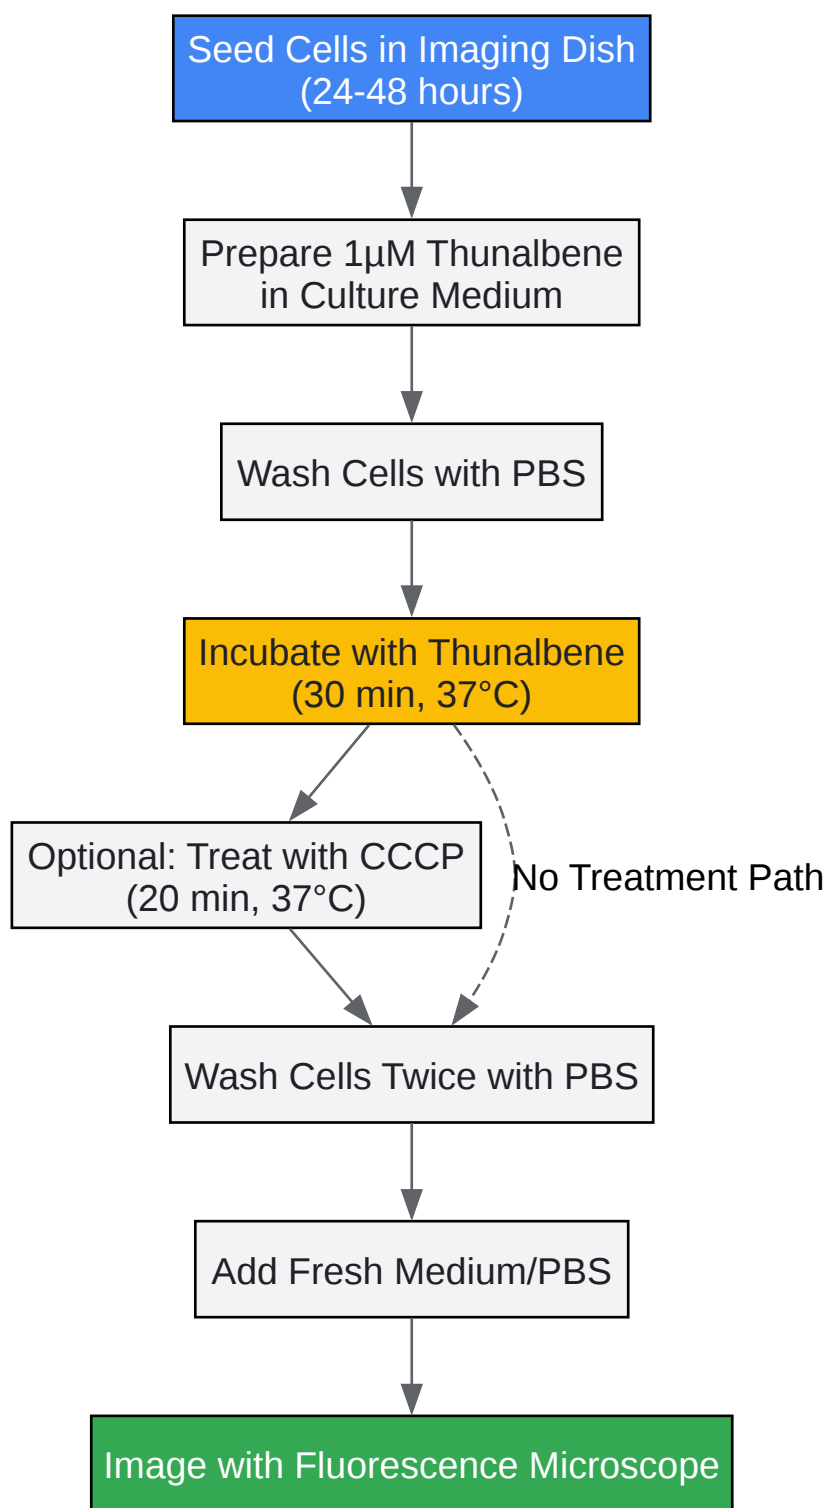 Seed Cells in Imaging Dish
(24-48 hours)
Prepare 1µM Thunalbene
in Culture Medium
Wash Cells with PBS
Incubate with Thunalbene
(30 min, 37°C)
Optional: Treat with CCCP
(20 min, 37°C)
No Treatment Path
Wash Cells Twice with PBS
Add Fresh Medium/PBS
Image with Fluorescence Microscope